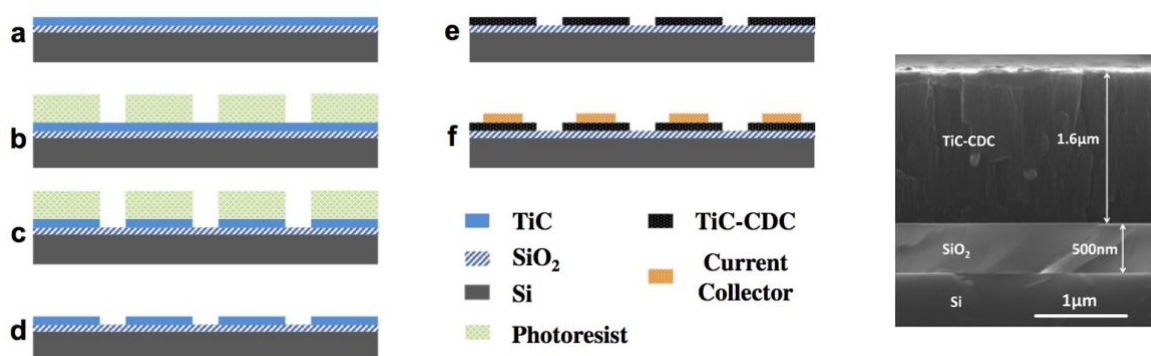 a
b
c
d
e
f
TiC
SiO₂
Si
Photoresist
TiC-CDC
Current
Collector
TiC-CDC
1.6μm
SiO₂
500nm
Si
1μm